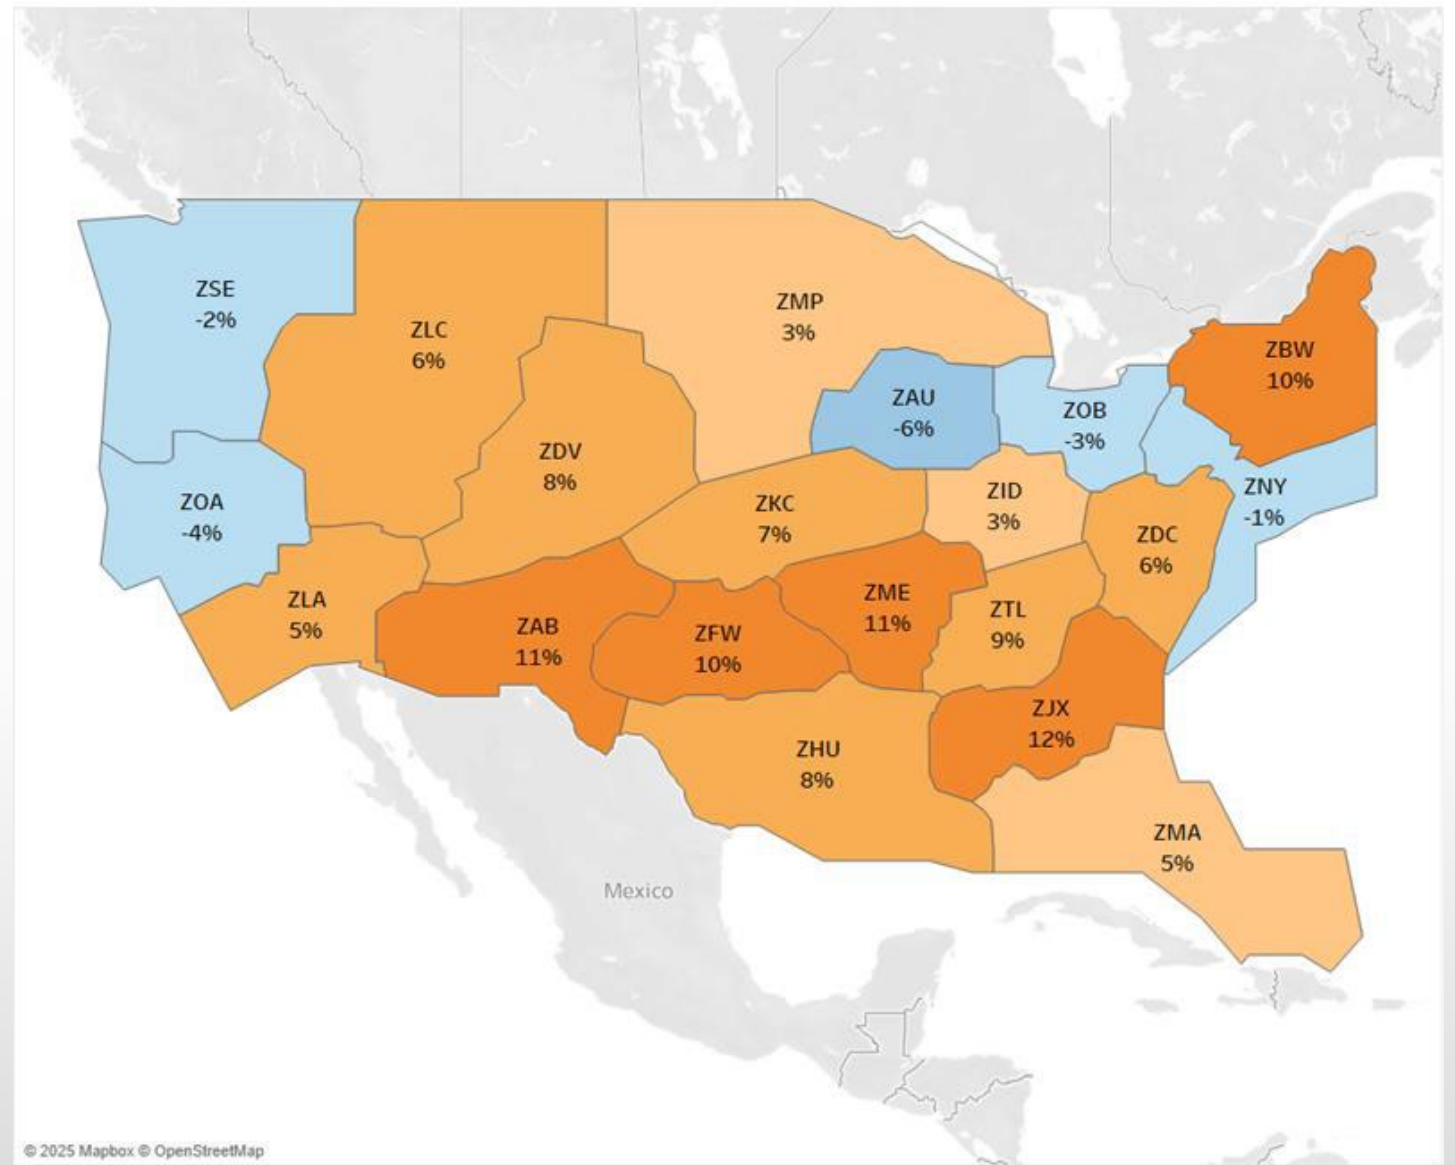 ZSE
-2%
ZLC
6%
ZMP
3%
ZBW
10%
ZAU
-6%
ZOB
-3%
ZDV
8%
ZOA
-4%
ZKC
7%
ZID
3%
ZNY
-1%
ZDC
6%
ZLA
5%
ZAB
11%
ZFW
10%
ZME
11%
ZTL
9%
ZJX
12%
ZHU
8%
ZMA
5%
Mexico
© 2025 Mapbox © OpenStreetMap